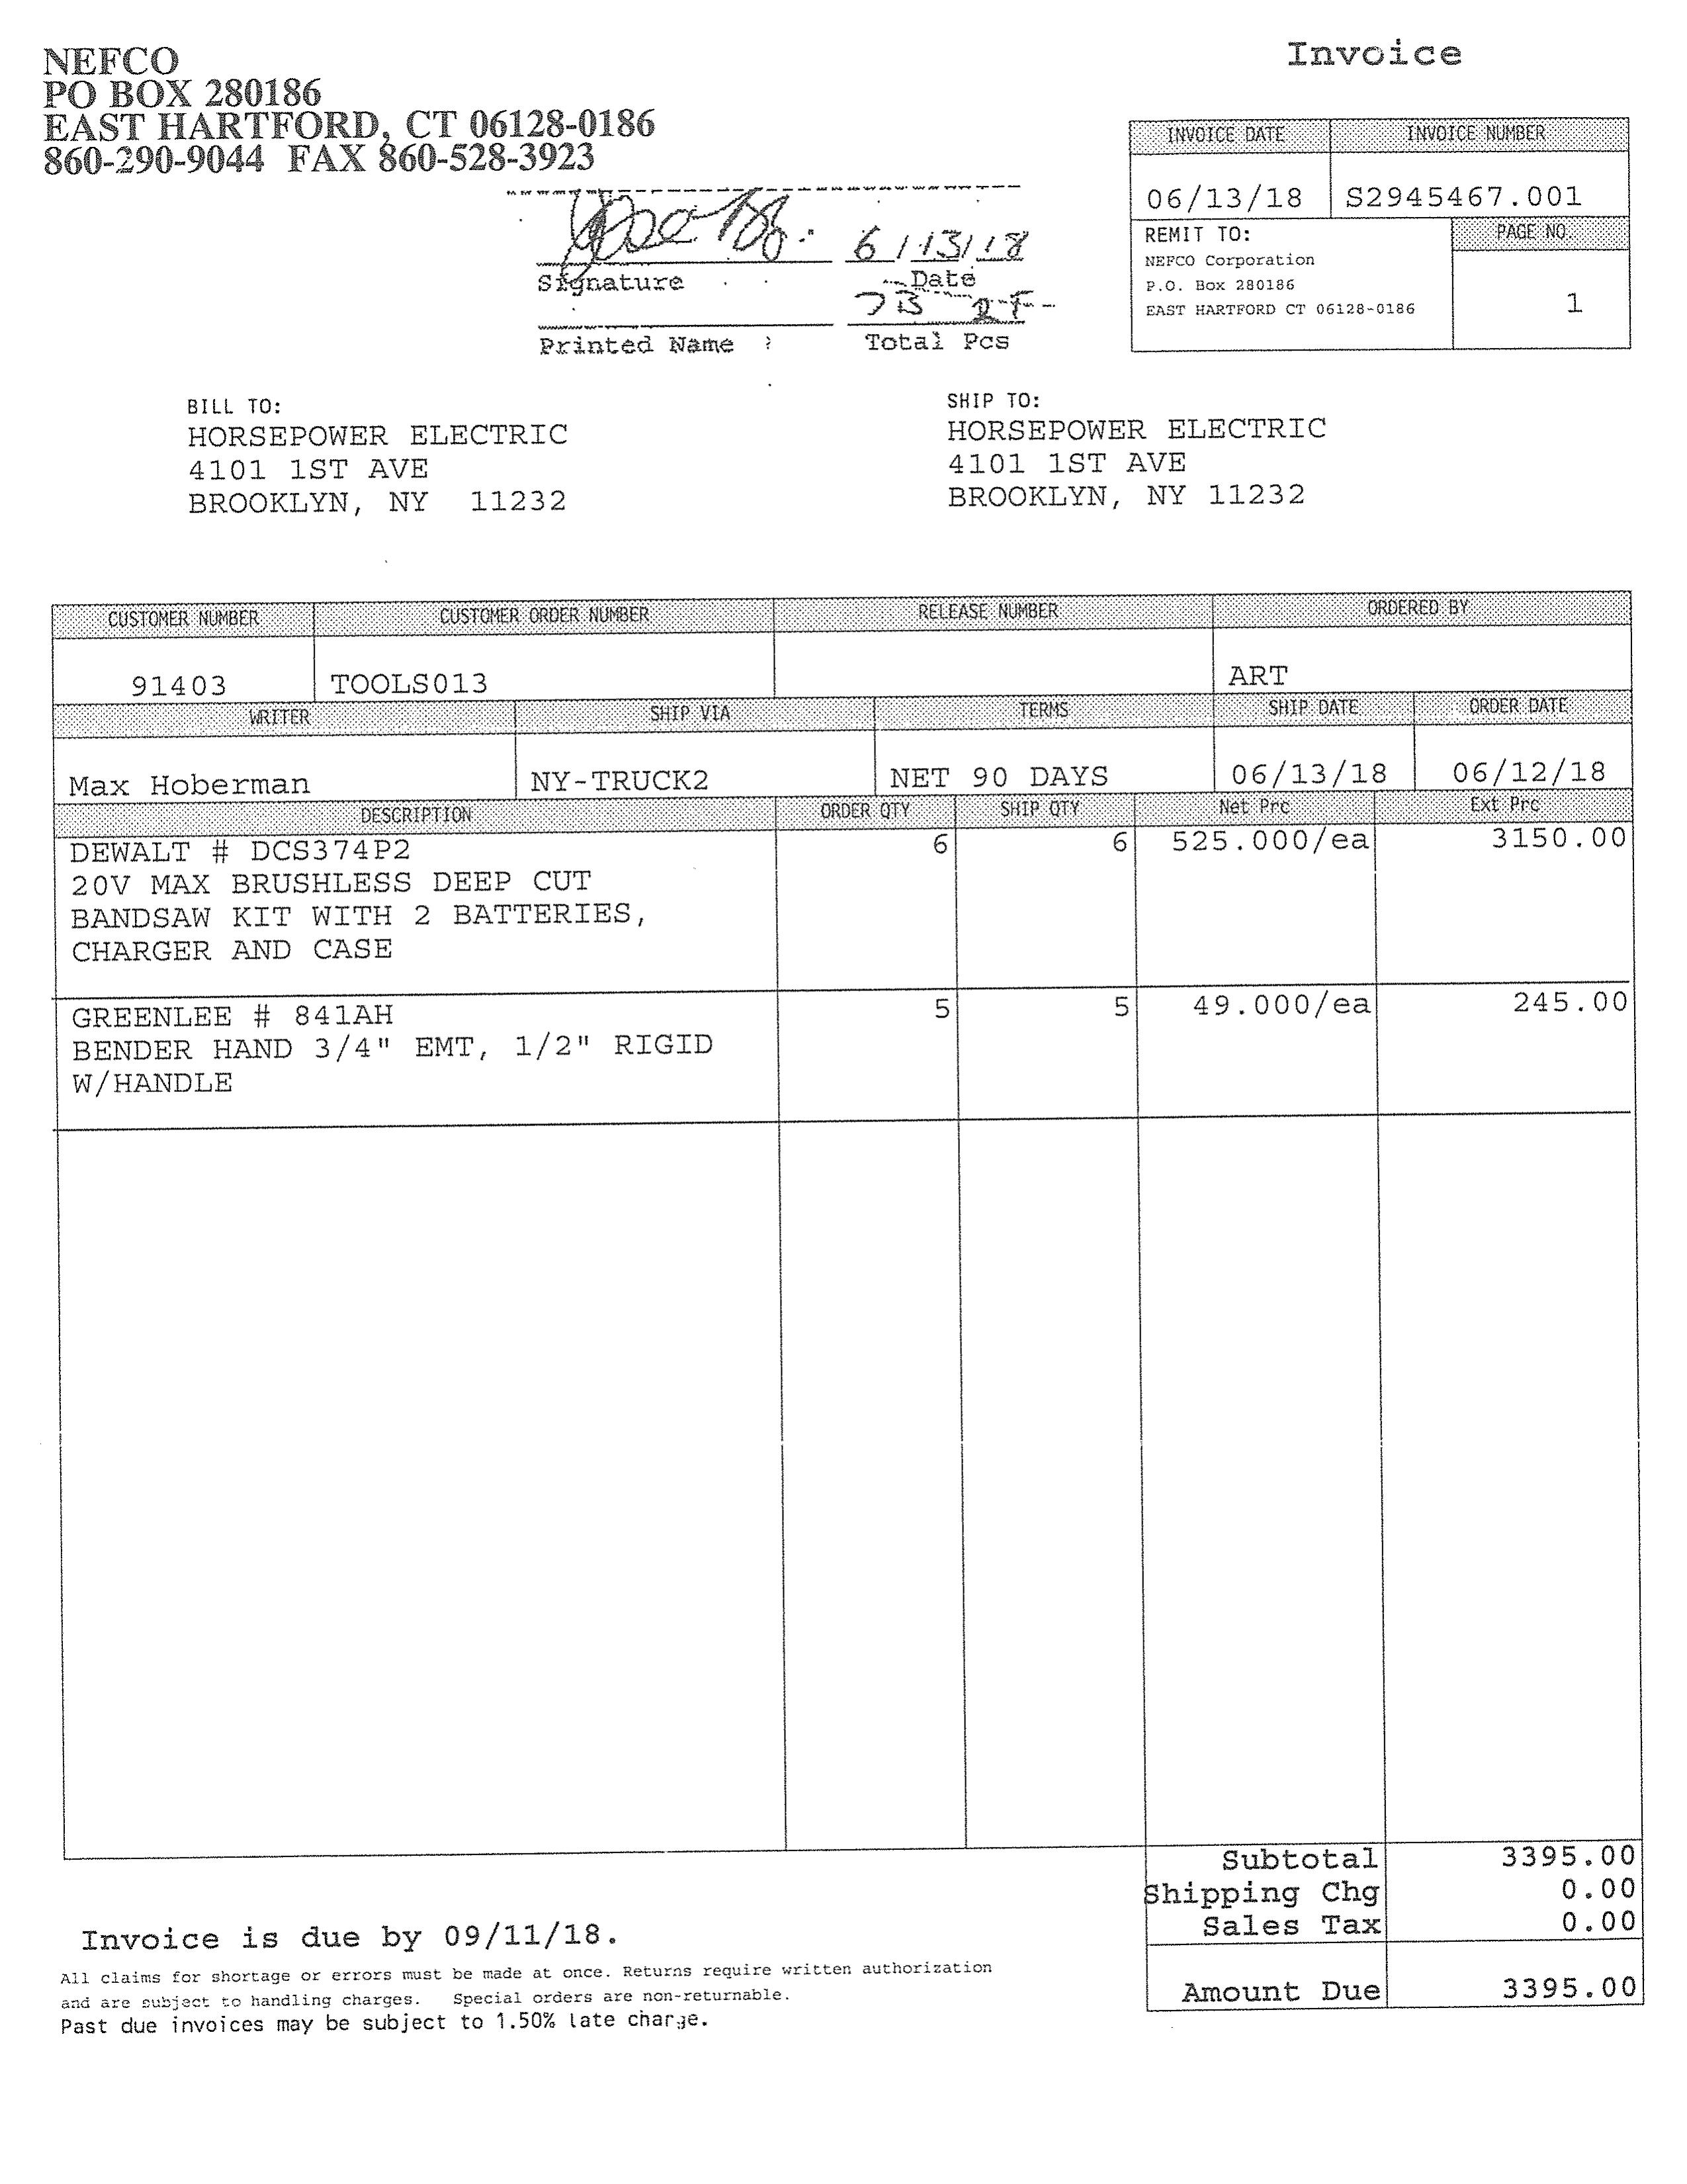 NEFCO
PO BOX 280186
EAST HARTFORD, CT 06128-0186
860-290-9044 FAX 860-528-3923
Invoice
INVOICE DATE INVOICE NUMBER
06/13/18 S2945467.001
REMIT TO: PAGE NO.
NEFCO Corporation
P.O. Box 280186
EAST HARTFORD CT 06128-0186
1
6/13/18
Signature Date
Printed Name Total Pcs
BILL TO:
HORSEPOWER ELECTRIC
4101 1ST AVE
BROOKLYN, NY 11232
SHIP TO:
HORSEPOWER ELECTRIC
4101 1ST AVE
BROOKLYN, NY 11232
CUSTOMER NUMBER CUSTOMER ORDER NUMBER RELEASE NUMBER ORDERED BY
91403 TOOLS013 ART
WRITER SHIP VIA TERMS SHIP DATE ORDER DATE
Max Hoberman NY-TRUCK2 NET 90 DAYS 06/13/18 06/12/18
DESCRIPTION ORDER QTY SHIP QTY Net Prc Ext Prc
DEWALT # DCS374P2 6 6 525.000/ea 3150.00
20V MAX BRUSHLESS DEEP CUT
BANDSAW KIT WITH 2 BATTERIES,
CHARGER AND CASE
GREENLEE # 841AH 5 5 49.000/ea 245.00
BENDER HAND 3/4" EMT, 1/2" RIGID
W/HANDLE
Subtotal 3395.00
Shipping Chg 0.00
Sales Tax 0.00
Amount Due 3395.00
Invoice is due by 09/11/18.
All claims for shortage or errors must be made at once. Returns require written authorization
and are subject to handling charges. Special orders are non-returnable.
Past due invoices may be subject to 1.50% late charge.